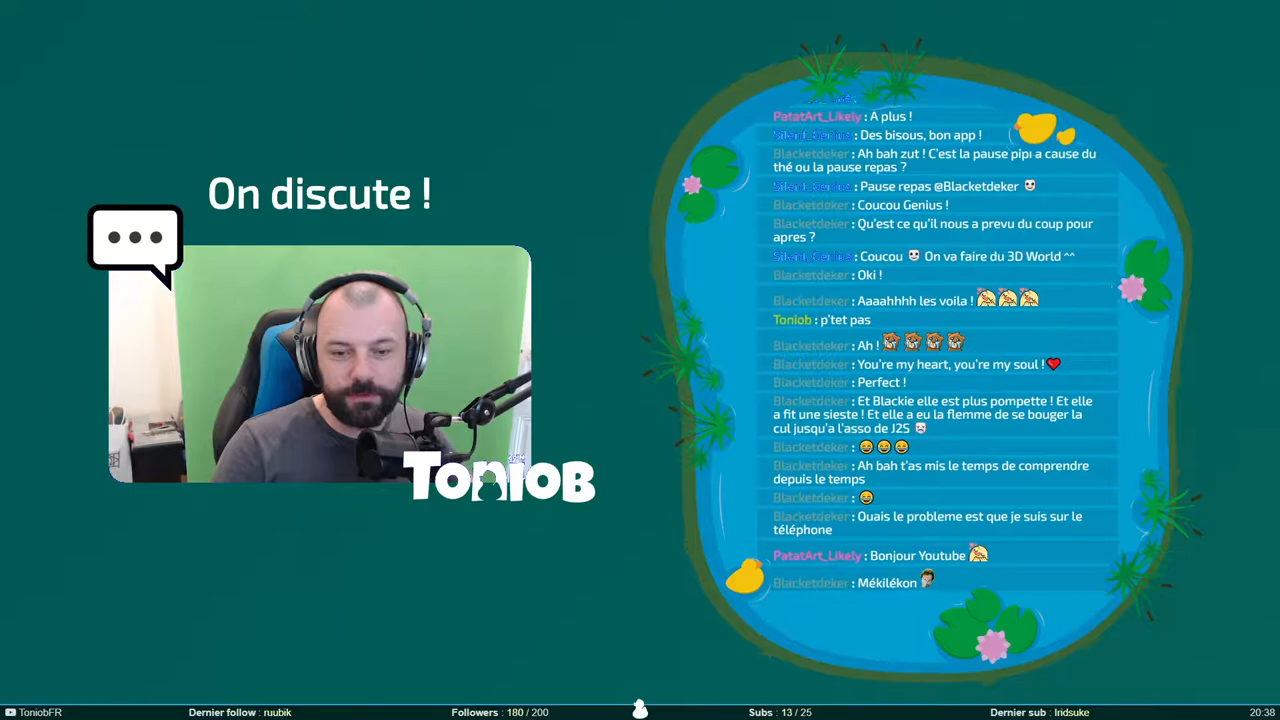 On discute !
TONIOB
PatatArt_Likely : A plus !
Silent_Genius: Des bisous, bon app !
Blacketdeker : Ah bah zut ! C'est la pause pipi a cause du
thé ou la pause repas ?
Silent_Genius: Pause repas @Blacketdeker
Blacketdeker : Coucou Genius !
Blacketdeker : Qu'est ce qu'il nous a prevu du coup pour
apres ?
Silent_Genius: Coucou On va faire du 3D World ^^
Blacketdeker : Oki !
Blacketdeker : Aaaahhhh les voila !
Toniob : p'tet pas
Blacketdeker : Ah !
Blacketdeker : You're my heart, you're my soul !
Blacketdeker : Perfect !
Blacketdeker : Et Blackie elle est plus pompette ! Et elle
a fit une sieste ! Et elle a eu la flemme de se bouger la
cul jusqu'a l'asso de J2S
Blacketdeker :
Blacketdeker : Ah bah t'as mis le temps de comprendre
depuis le temps
Blacketdeker :
Blacketdeker : Ouais le probleme est que je suis sur le
téléphone
PatatArt_Likely : Bonjour Youtube
Blacketdeker : Mékilékon
ToniobFR Dernier follow : ruubik Followers : 180 / 200 Subs : 13 / 25 Dernier sub : Iridsuke 20:38